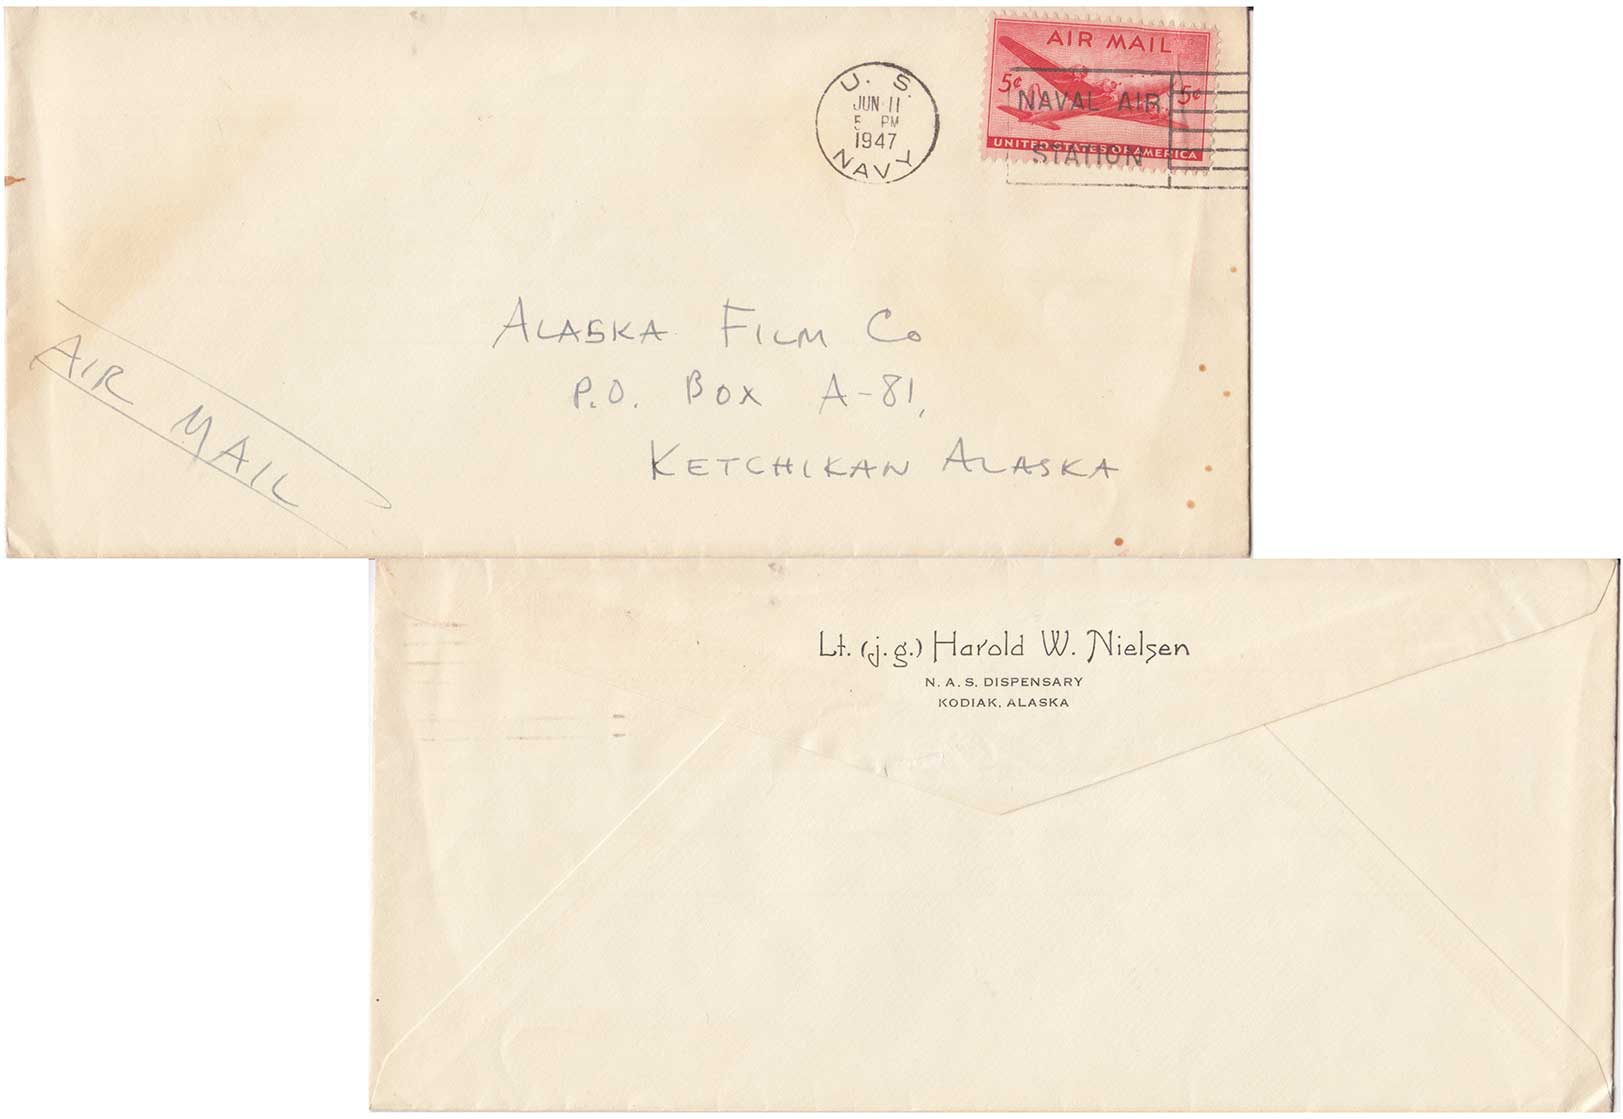 U. S.
JUN 11
5 PM
1947
NAVY
AIR MAIL
5¢ 5¢
UNITED STATES OF AMERICA
NAVAL AIR
STATION
ALASKA FILM CO
P.O. BOX A-81,
KETCHIKAN ALASKA
AIR MAIL
Lt. (j.g.) Harold W. Nielsen
N. A. S. DISPENSARY
KODIAK, ALASKA